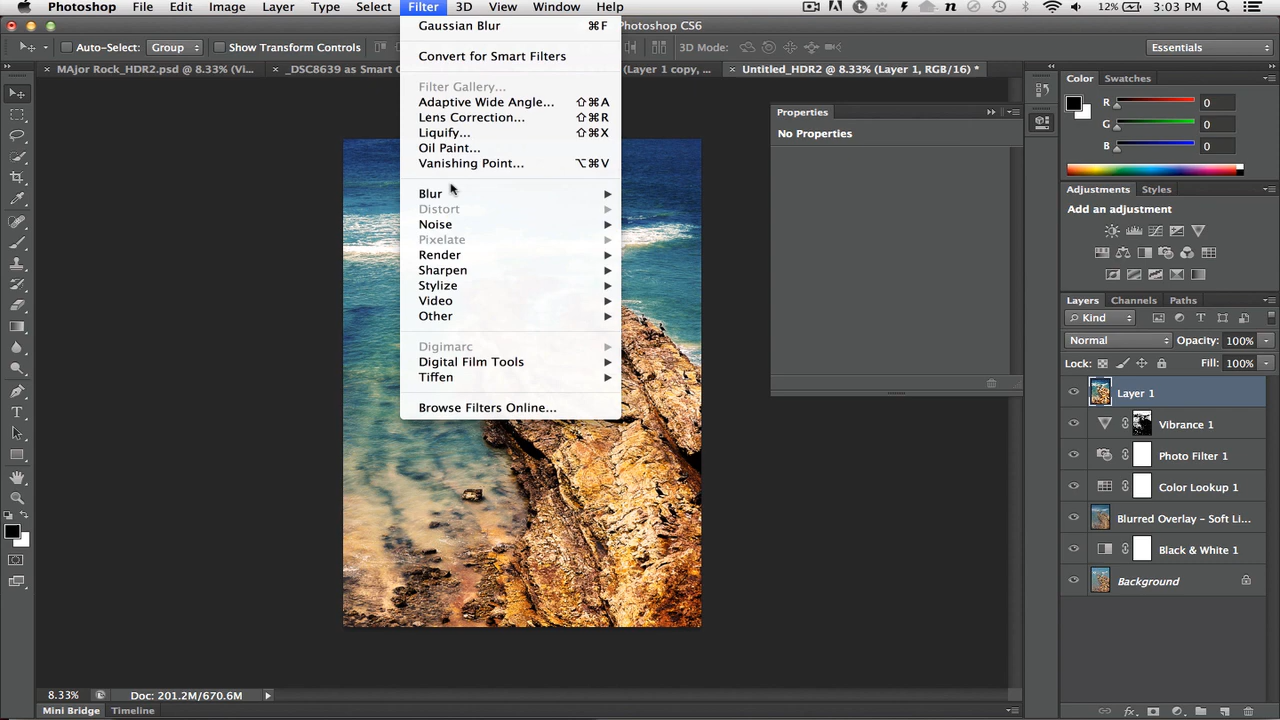 Photoshop File Edit Image Layer Type Select Filter 3D View Window Help 12% 3:03 PM
Photoshop CS6
Auto-Select: Group Show Transform Controls 3D Mode: Essentials
MAjor Rock_HDR2.psd @ 8.33% (Vi... _DSC8639 as Smart O (Layer 1 copy, ... Untitled_HDR2 @ 8.33% (Layer 1, RGB/16) *
Gaussian Blur ⌘F
Convert for Smart Filters
Filter Gallery...
Adaptive Wide Angle... ⇧⌘A
Lens Correction... ⇧⌘R
Liquify... ⇧⌘X
Oil Paint...
Vanishing Point... ⌥⌘V
Blur
Distort
Noise
Pixelate
Render
Sharpen
Stylize
Video
Other
Digimarc
Digital Film Tools
Tiffen
Browse Filters Online...
Properties
No Properties
Color Swatches
R 0
G 0
B 0
Adjustments Styles
Add an adjustment
Layers Channels Paths
Kind
Normal Opacity: 100%
Lock: Fill: 100%
Layer 1
Vibrance 1
Photo Filter 1
Color Lookup 1
Blurred Overlay - Soft Li...
Black & White 1
Background
8.33% Doc: 201.2M/670.6M
Mini Bridge Timeline